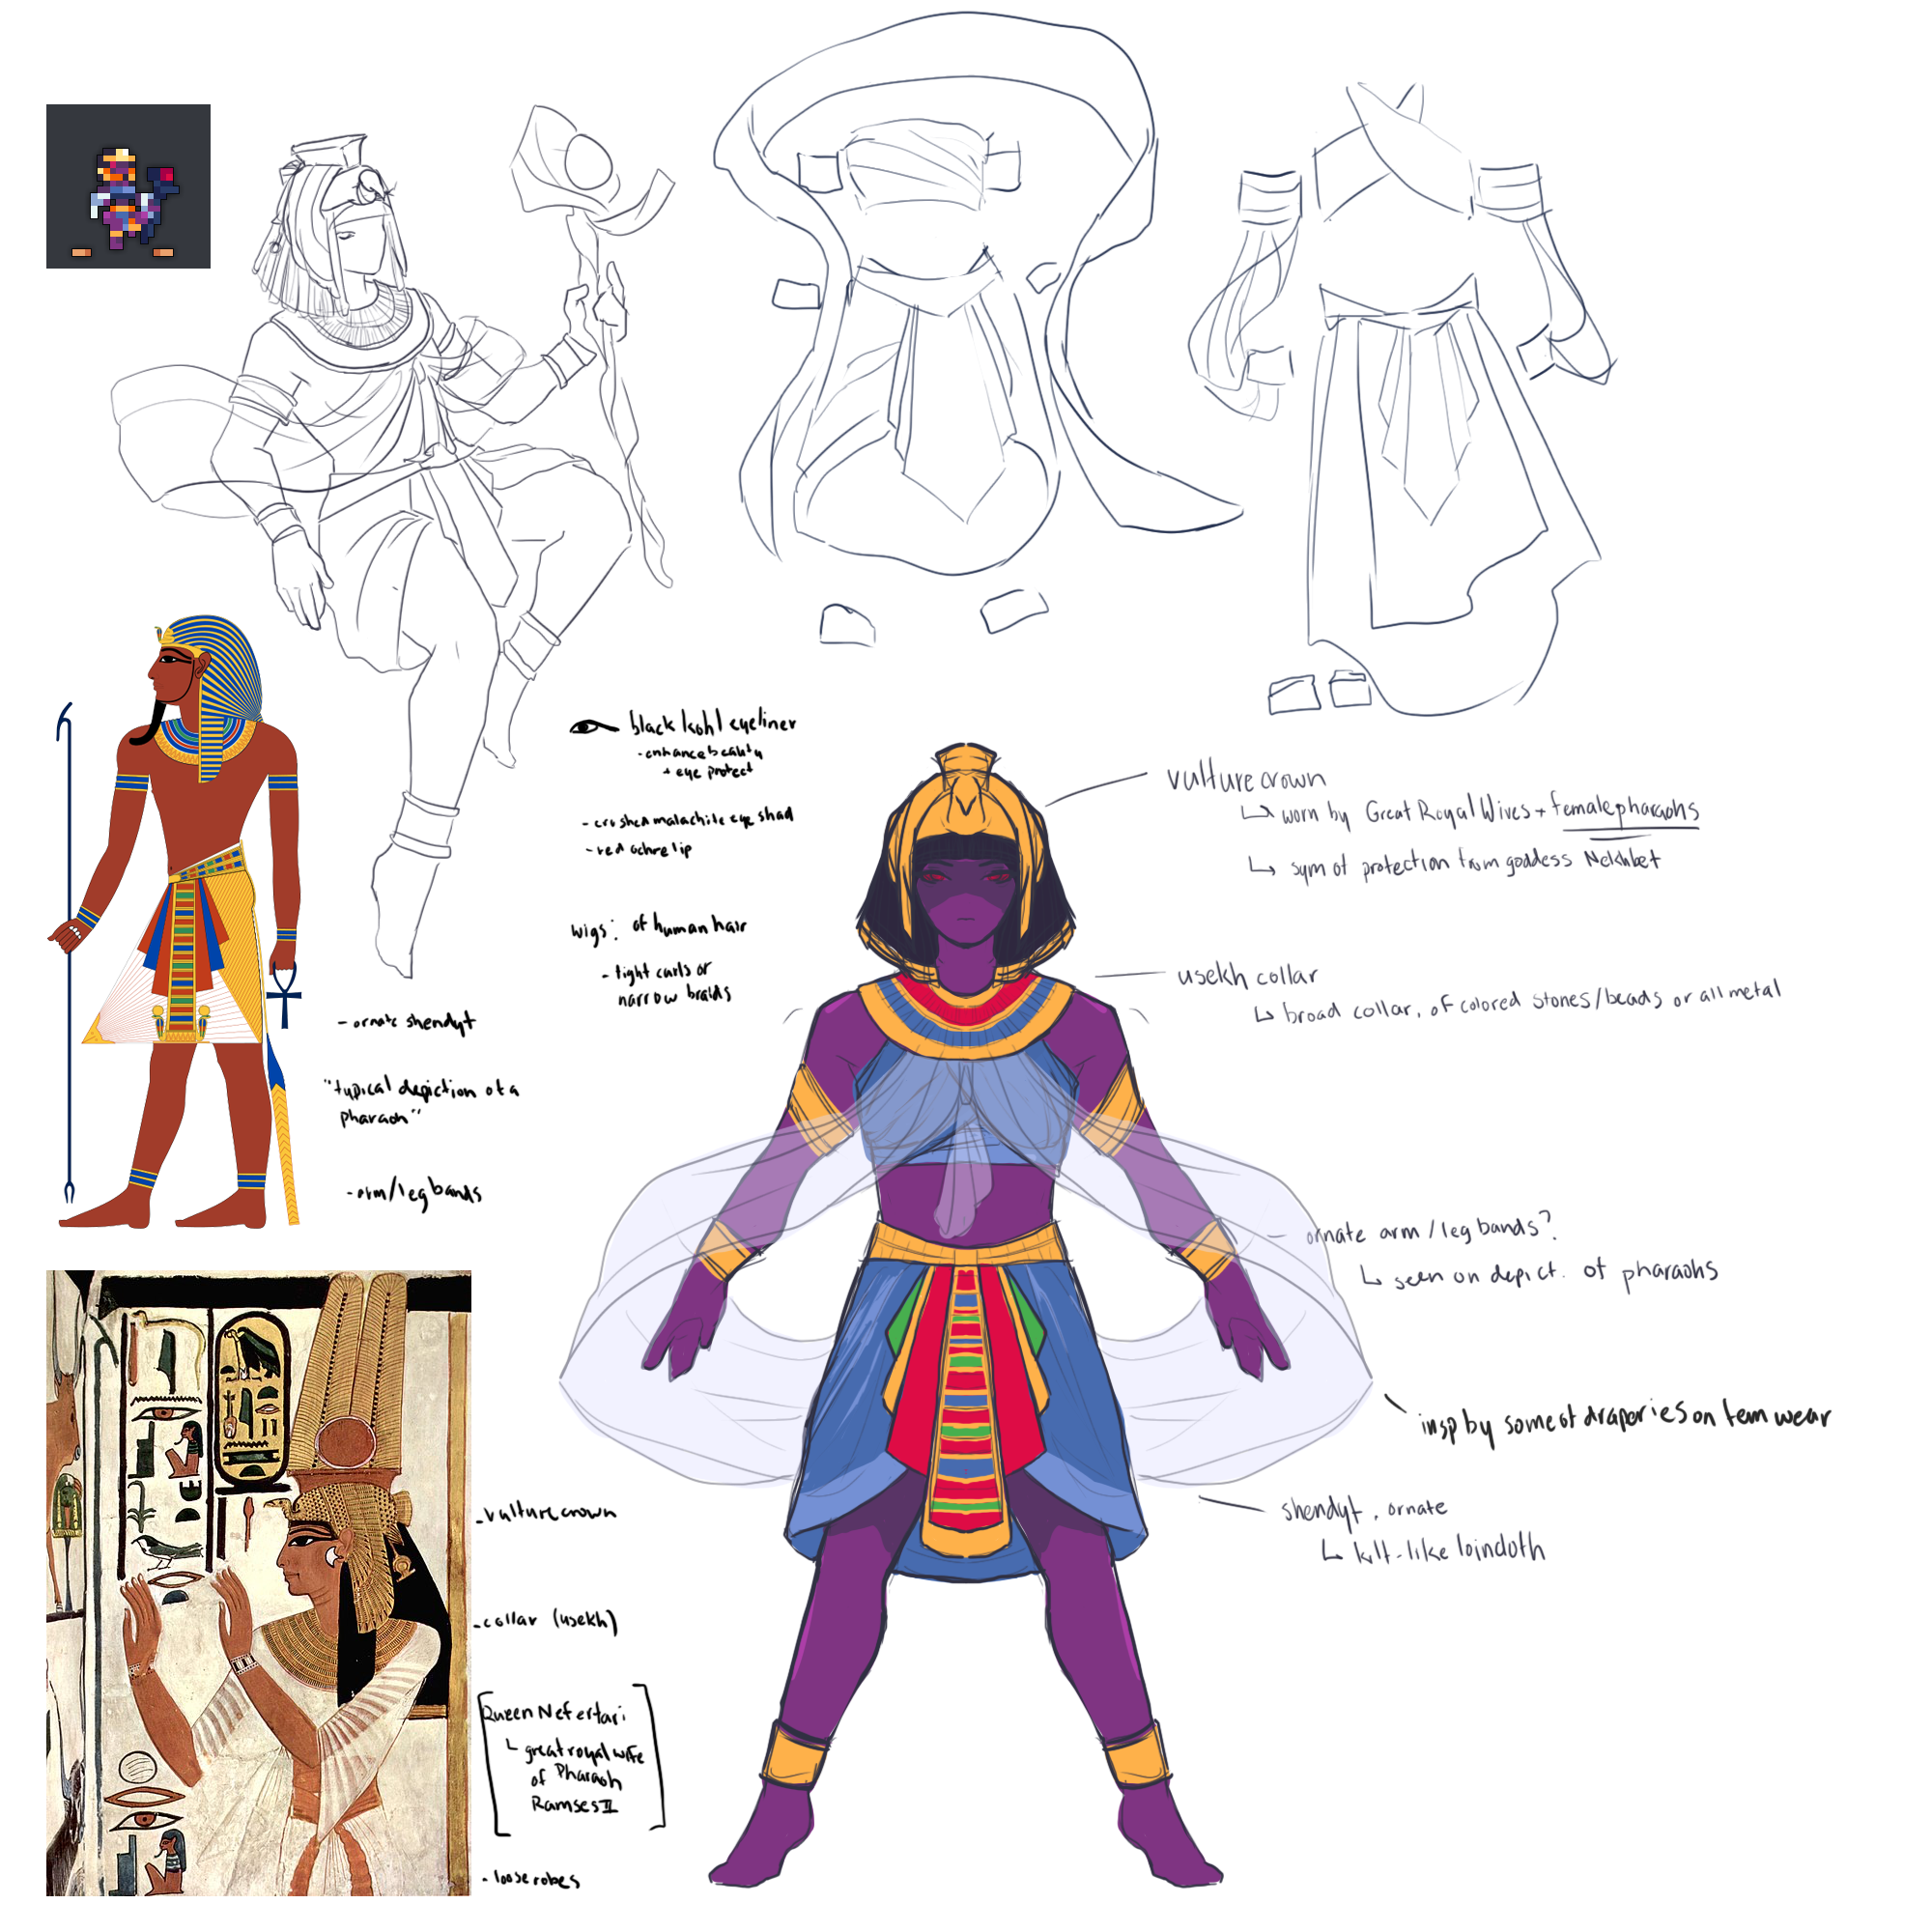 black kohl eyeliner
- enhance beauty
+ eye protect
- crushed malachite eye shad
- red ochre lip
wigs: of human hair
- tight curls or
narrow braids
- ornate shendyt
"typical depiction of a
pharaoh"
- arm/leg bands
vulture crown
↳ worn by Great Royal Wives + female pharaohs
↳ sym of protection from goddess Nekhbet
usekh collar
↳ broad collar, of colored stones/beads or all metal
- ornate arm/leg bands?
↳ seen on depict. of pharaohs
insp by some of draperies on fem wear
shendyt, ornate
↳ kilt-like loincloth
- vulture crown
- collar (usekh)
Queen Nefertari
↳ great royal wife
of Pharaoh
Ramses II
- loose robes